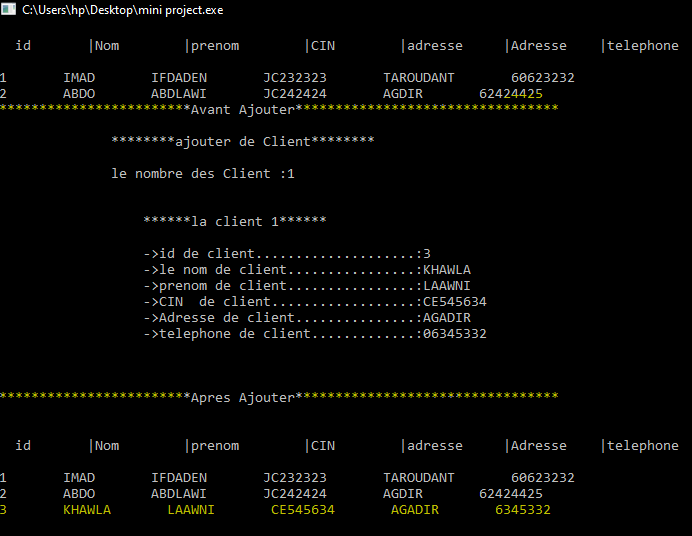 C:\Users\hp\Desktop\mini project.exe
id |Nom |prenom |CIN |adresse |Adresse |telephone
1 IMAD IFDADEN JC232323 TAROUDANT 60623232
2 ABDO ABDLAWI JC242424 AGDIR 62424425
************************Avant Ajouter********************************
********ajouter de Client********
le nombre des Client :1
******la client 1******
->id de client....................:3
->le nom de client................:KHAWLA
->prenom de client................:LAAWNI
->CIN  de client..................:CE545634
->Adresse de client...............:AGADIR
->telephone de client.............:06345332
************************Apres Ajouter********************************
id |Nom |prenom |CIN |adresse |Adresse |telephone
1 IMAD IFDADEN JC232323 TAROUDANT 60623232
2 ABDO ABDLAWI JC242424 AGDIR 62424425
3 KHAWLA LAAWNI CE545634 AGADIR 6345332